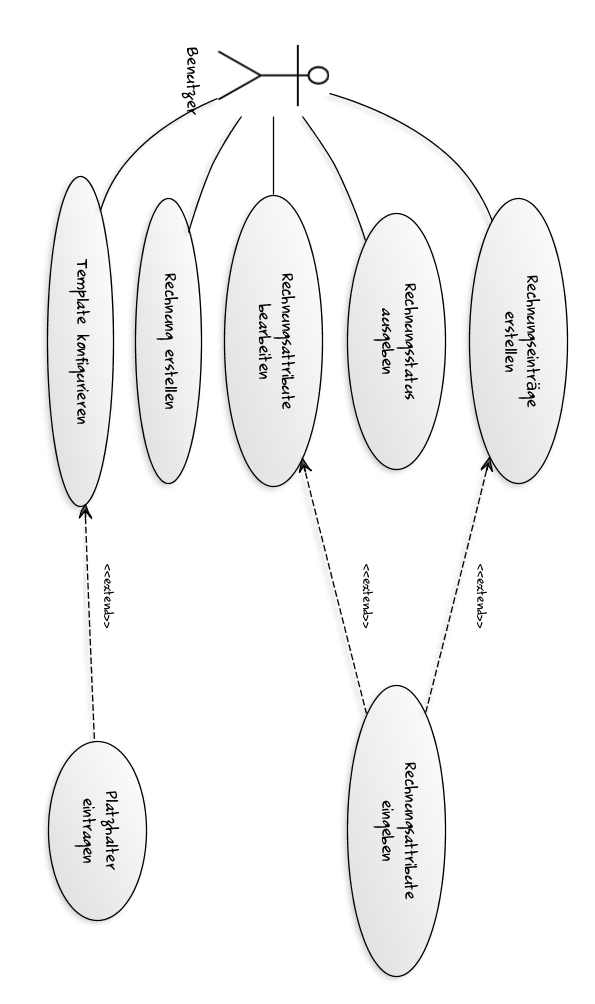 Benutzer
Rechnungseinträge
erstellen
Rechnungsstatus
ausgeben
Rechnungsattribute
bearbeiten
Rechnung erstellen
Template konfigurieren
<<extend>>
<<extend>>
<<extend>>
Rechnungsattribute
eingeben
Platzhalter
eintragen